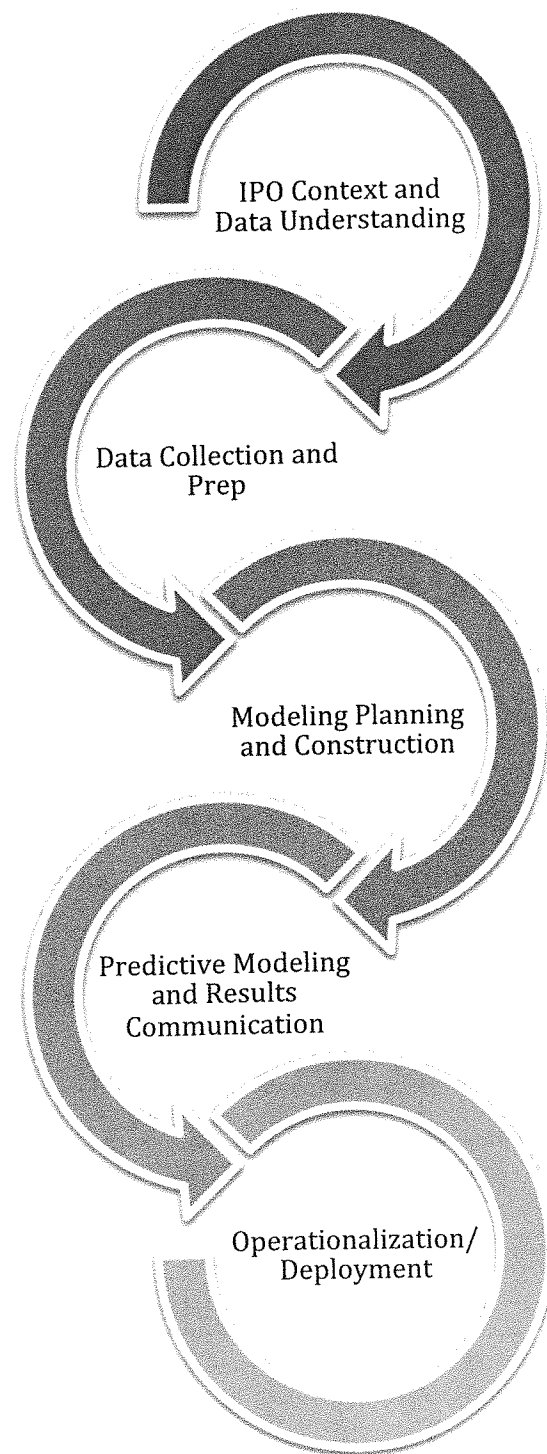 IPO Context and
Data Understanding
Data Collection and
Prep
Modeling Planning
and Construction
Predictive Modeling
and Results
Communication
Operationalization/
Deployment